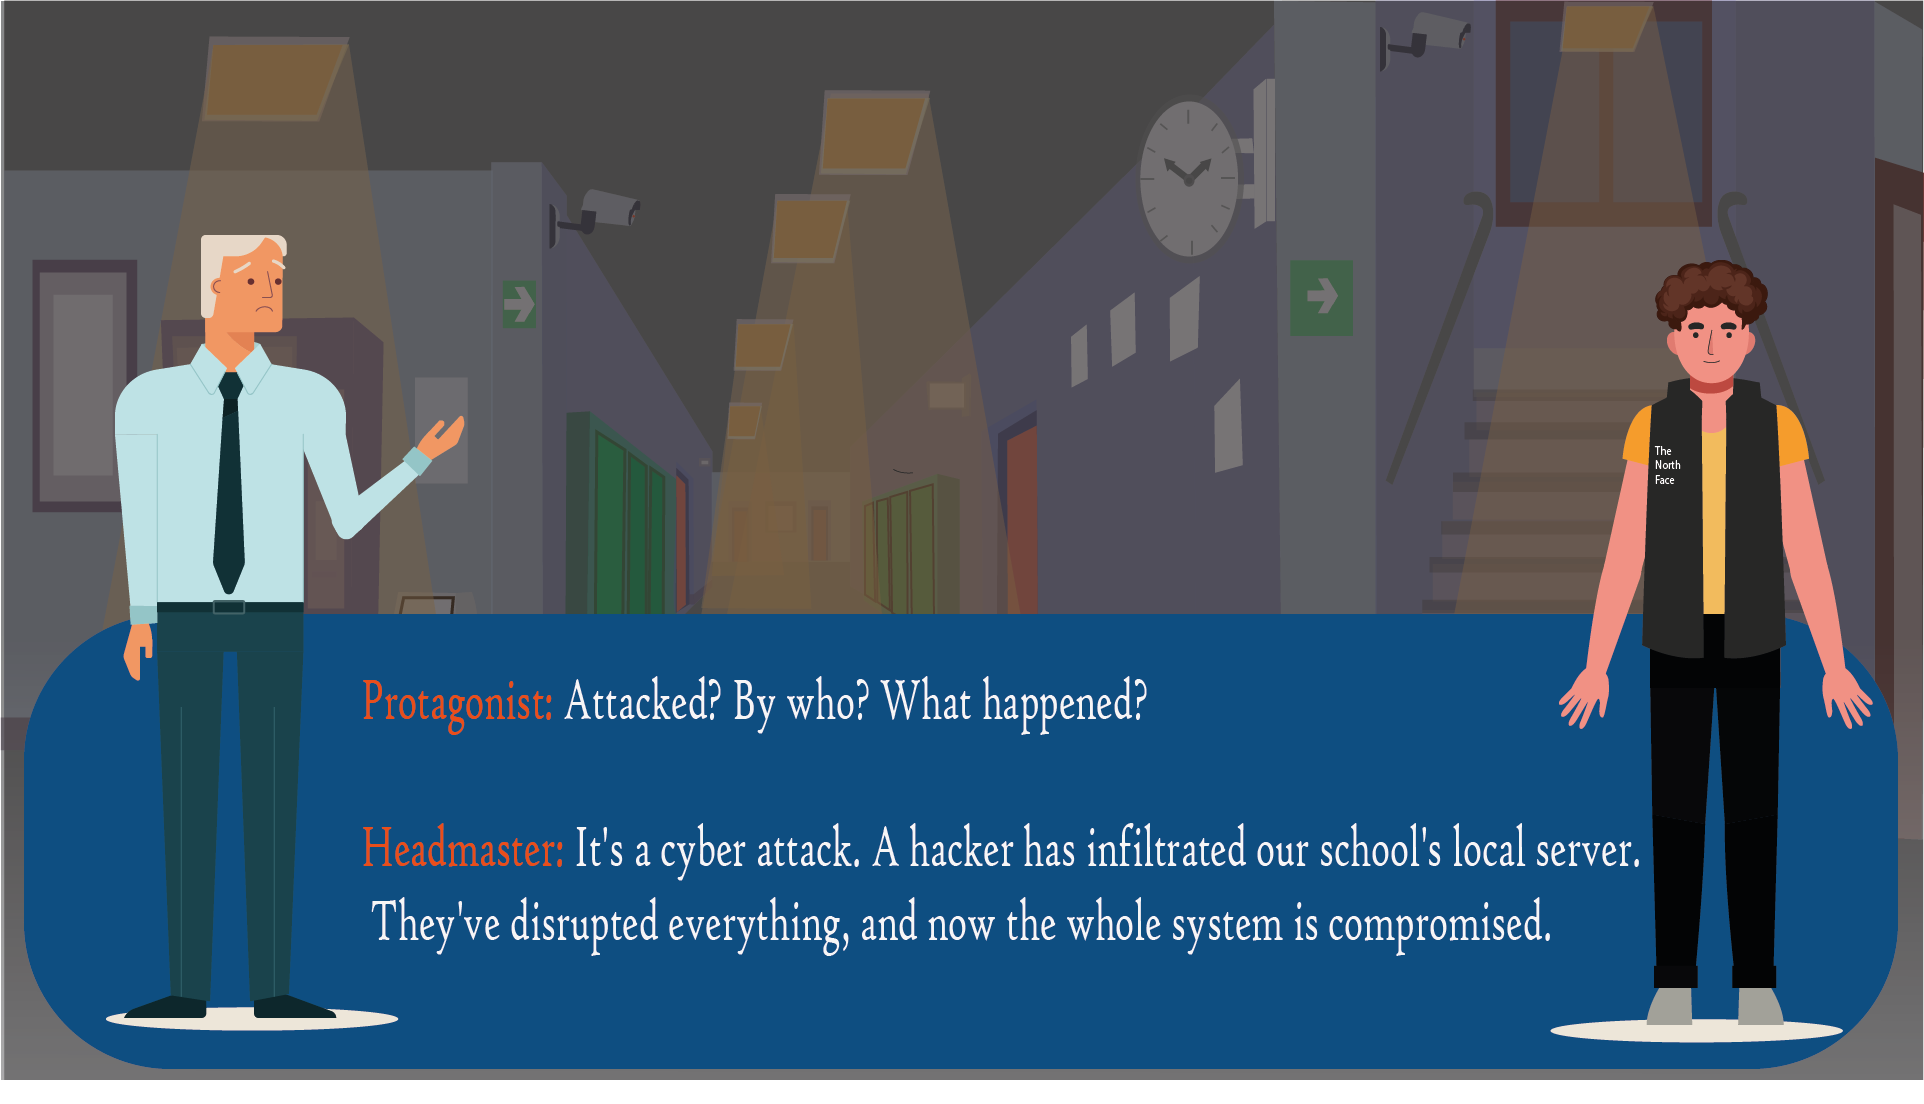 The
North
Face
Protagonist: Attacked? By who? What happened?
Headmaster: It's a cyber attack. A hacker has infiltrated our school's local server.
They've disrupted everything, and now the whole system is compromised.